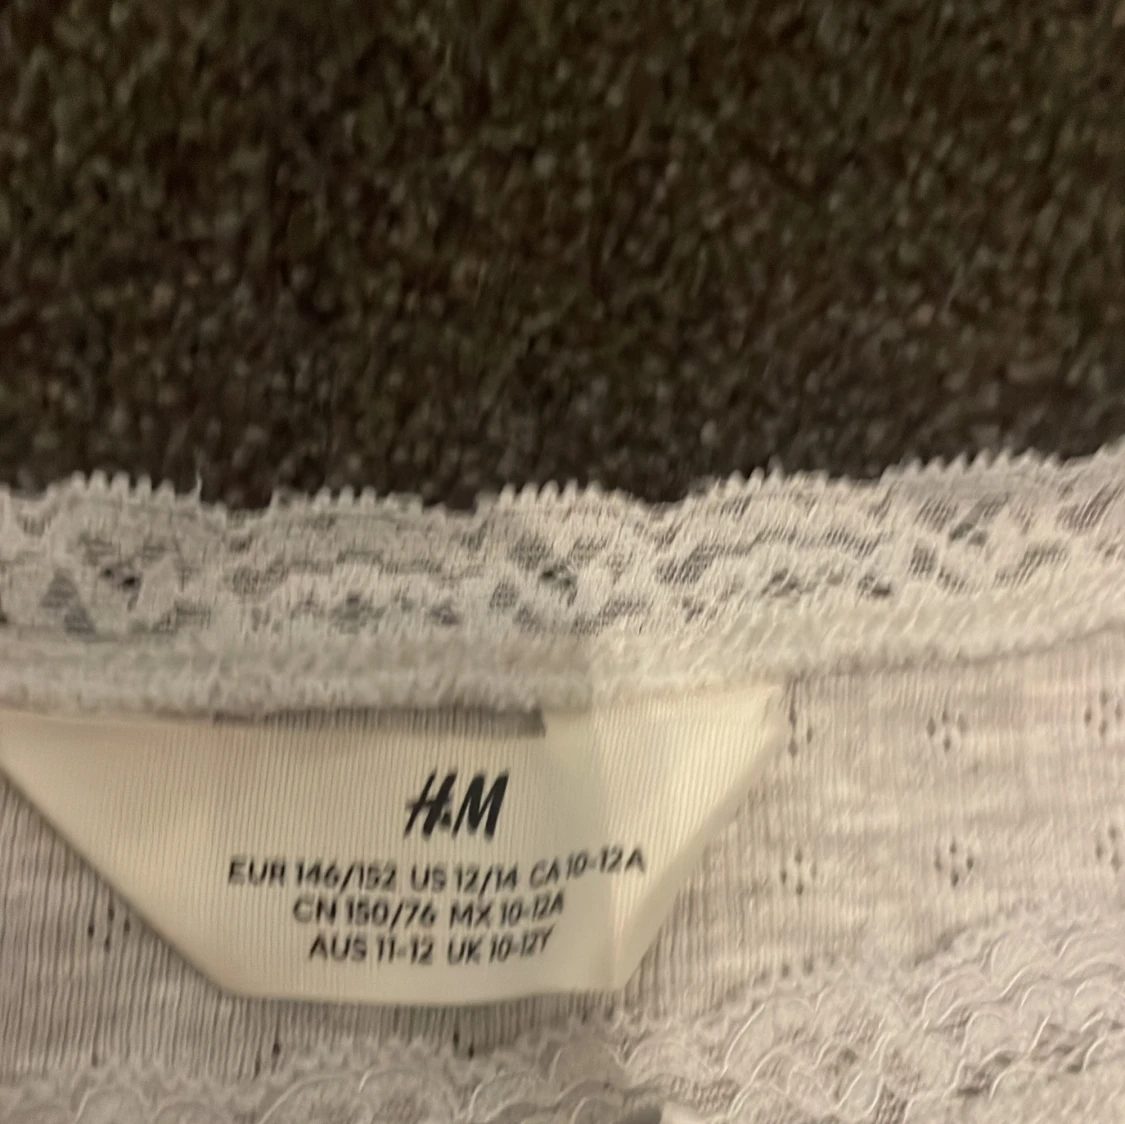 H&M
EUR 146/152 US 12/14 CA 10-12A
CN 150/76 MX 10-12A
AUS 11-12 UK 10-12Y